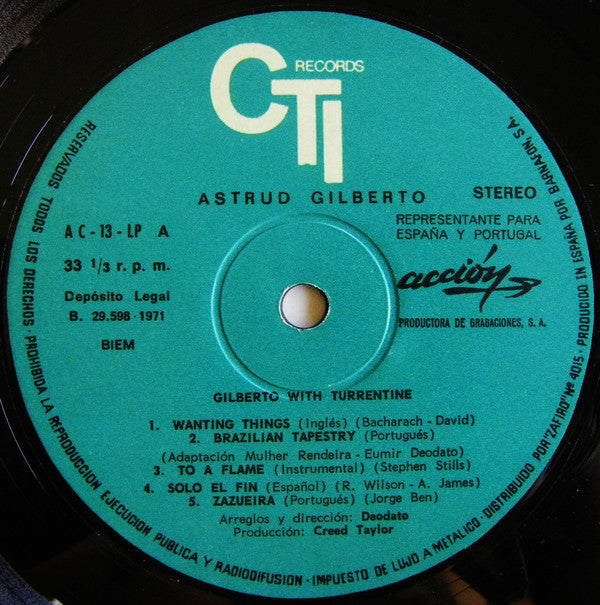 CTI RECORDS
ASTRUD GILBERTO
STEREO
AC-13-LP A
33 1/3 r. p. m.
Depósito Legal
B. 29.598-1971
BIEM
REPRESENTANTE PARA
ESPAÑA Y PORTUGAL
acción
PRODUCTORA DE GRABACIONES, S. A.
GILBERTO WITH TURRENTINE
1. WANTING THINGS (Inglés) (Bacharach-David)
2. BRAZILIAN TAPESTRY (Portugués)
(Adaptación Mulher Rendeira-Eumir Deodato)
3. TO A FLAME (Instrumental) (Stephen Stills)
4. SOLO EL FIN (Español) (R. Wilson-A. James)
5. ZAZUEIRA (Portugués) (Jorge Ben)
Arreglos y dirección: Deodato
Producción: Creed Taylor
RESERVADOS TODOS LOS DERECHOS · PROHIBIDA LA REPRODUCCION EJECUCION PUBLICA Y RADIODIFUSION · IMPUESTO DE LUJO A METALICO · DISTRIBUIDO POR "ZAFIRO" Nº 4015 · PRODUCIDO EN ESPAÑA POR BARNAFON, S.A.